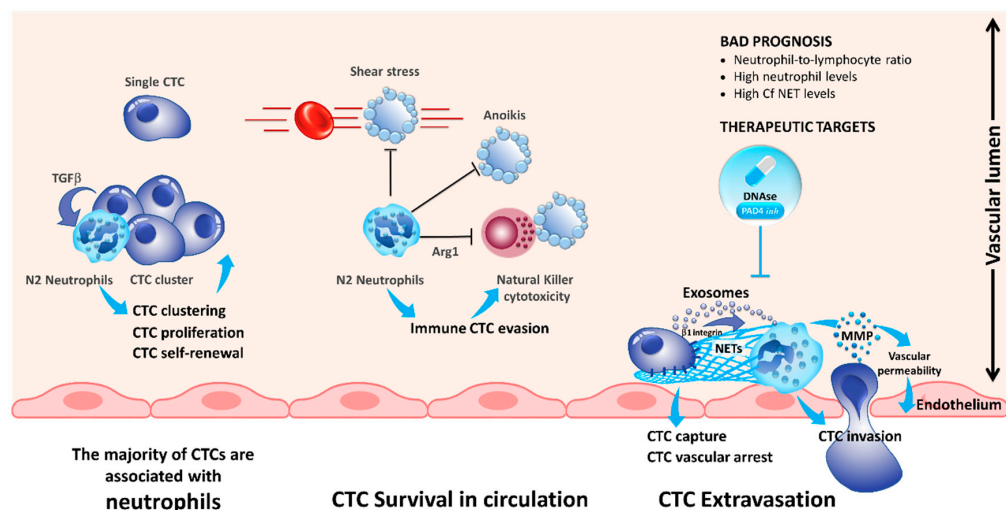 Single CTC
TGFβ
N2 Neutrophils
CTC cluster
CTC clustering
CTC proliferation
CTC self-renewal
The majority of CTCs are
associated with
neutrophils
Shear stress
Anoikis
Arg1
N2 Neutrophils
Natural Killer
cytotoxicity
Immune CTC evasion
CTC Survival in circulation
BAD PROGNOSIS
• Neutrophil-to-lymphocyte ratio
• High neutrophil levels
• High Cf NET levels
THERAPEUTIC TARGETS
DNAse
PAD4 inh
Exosomes
β1 integrin
NETs
MMP
Vascular
permeability
Endothelium
CTC capture
CTC vascular arrest
CTC invasion
CTC Extravasation
Vascular lumen